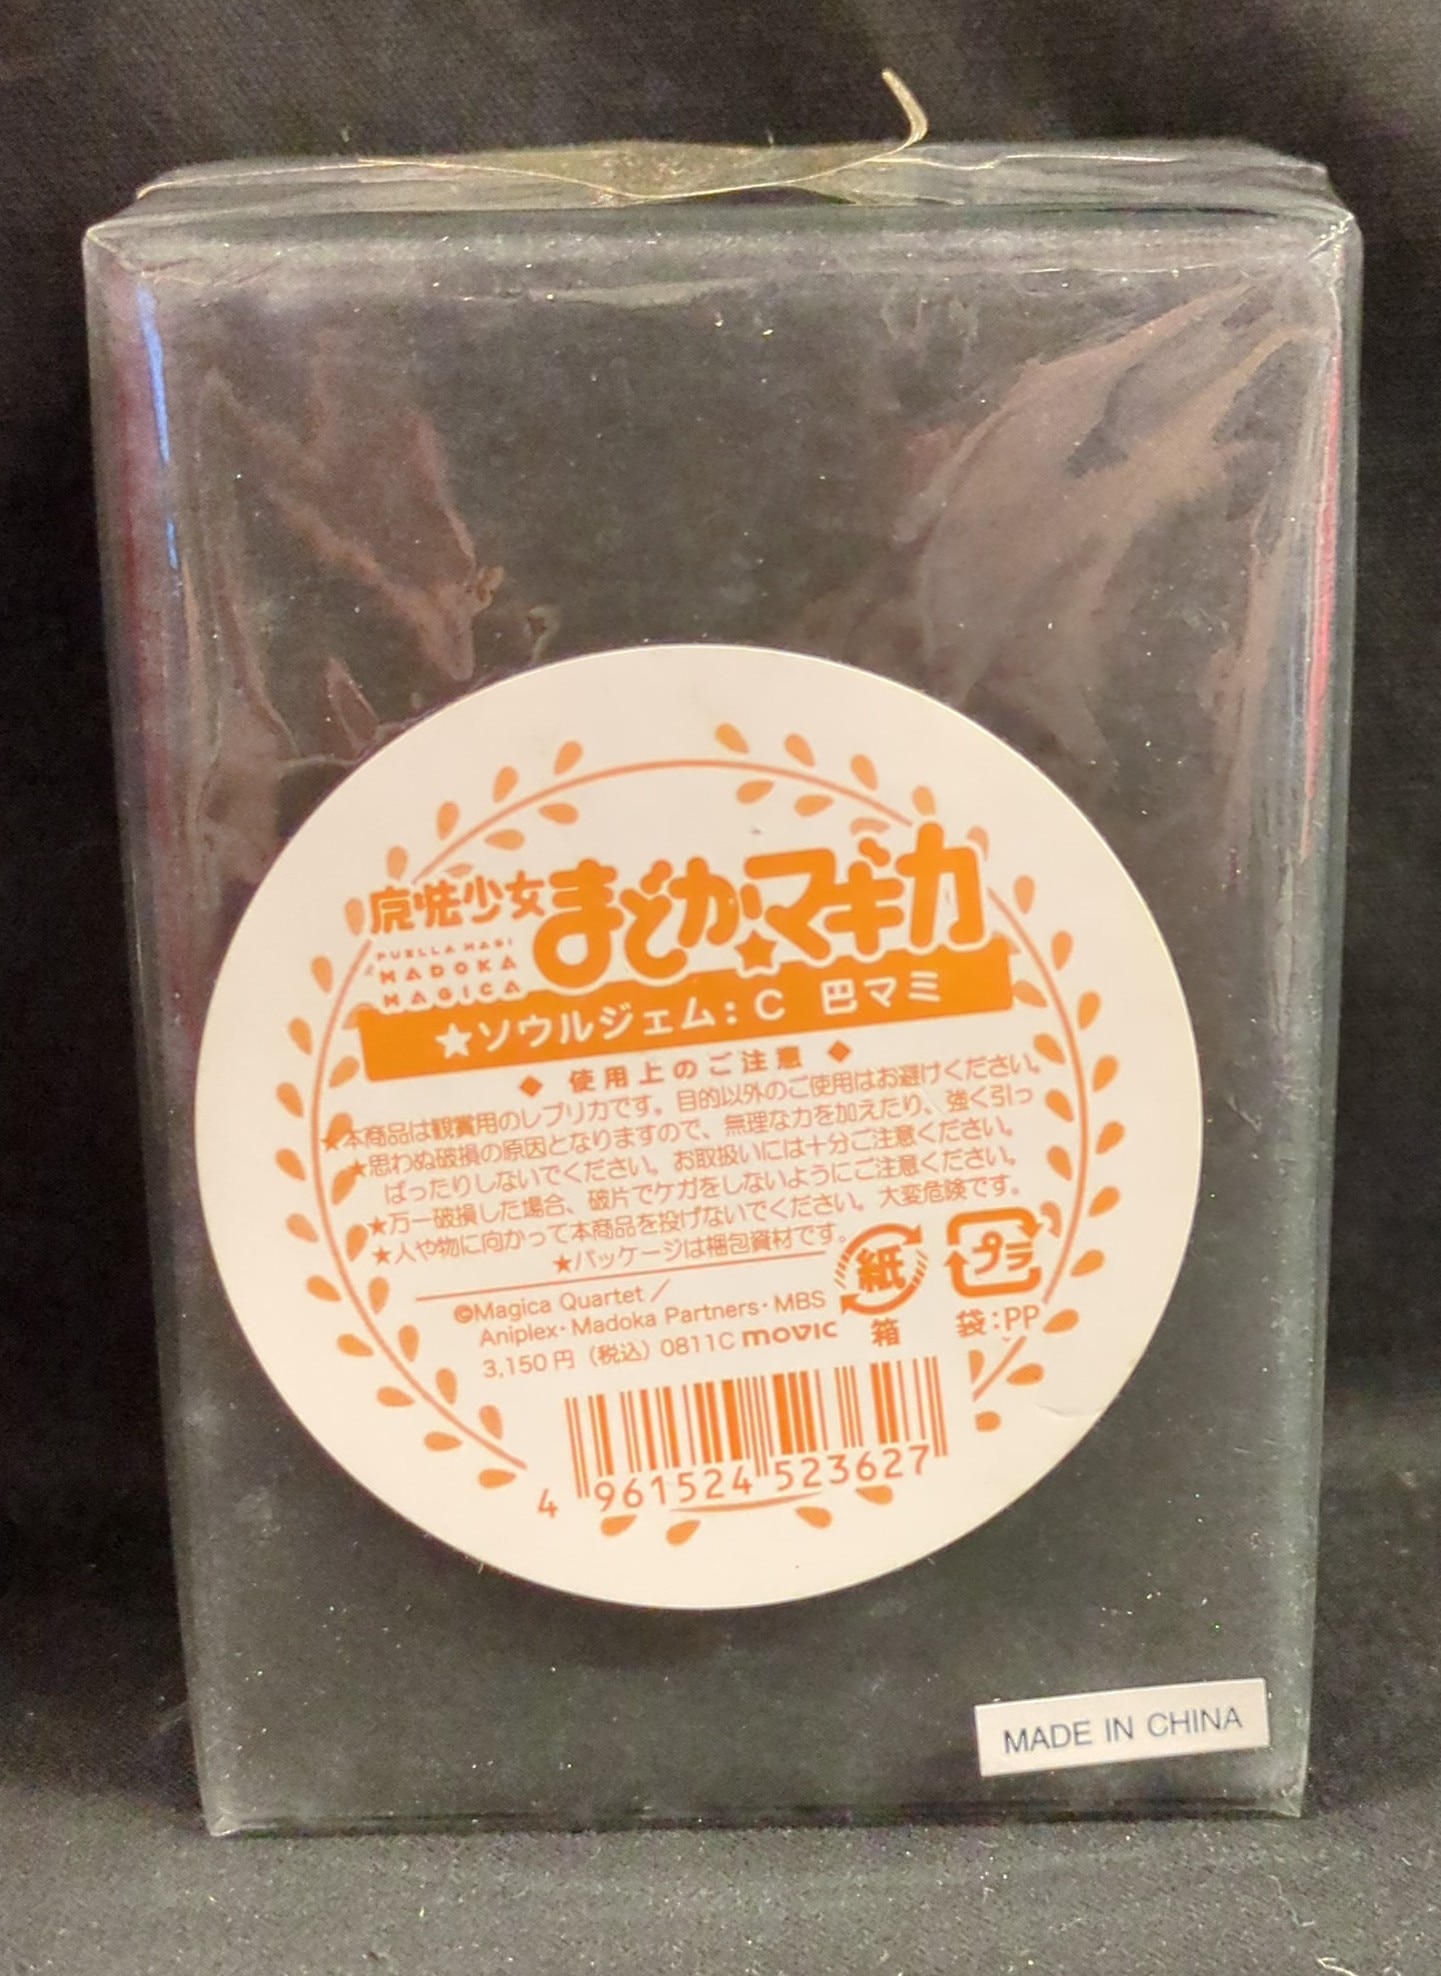 魔法少女まどか★マギカ
PUELLA MAGI
MADOKA
MAGICA
★ソウルジェム：C 巴マミ
◆ 使用上のご注意 ◆
★本商品は観賞用のレプリカです。目的以外のご使用はお避けください。
★思わぬ破損の原因となりますので、無理な力を加えたり、強く引っ
ぱったりしないでください。お取扱いには十分ご注意ください。
★万一破損した場合、破片でケガをしないようにご注意ください。
★人や物に向かって本商品を投げないでください。大変危険です。
★パッケージは梱包資材です。
©Magica Quartet／
Aniplex・Madoka Partners・MBS
3,150円（税込）0811C movic
紙
箱
プラ
袋：PP
4 961524 523627
MADE IN CHINA